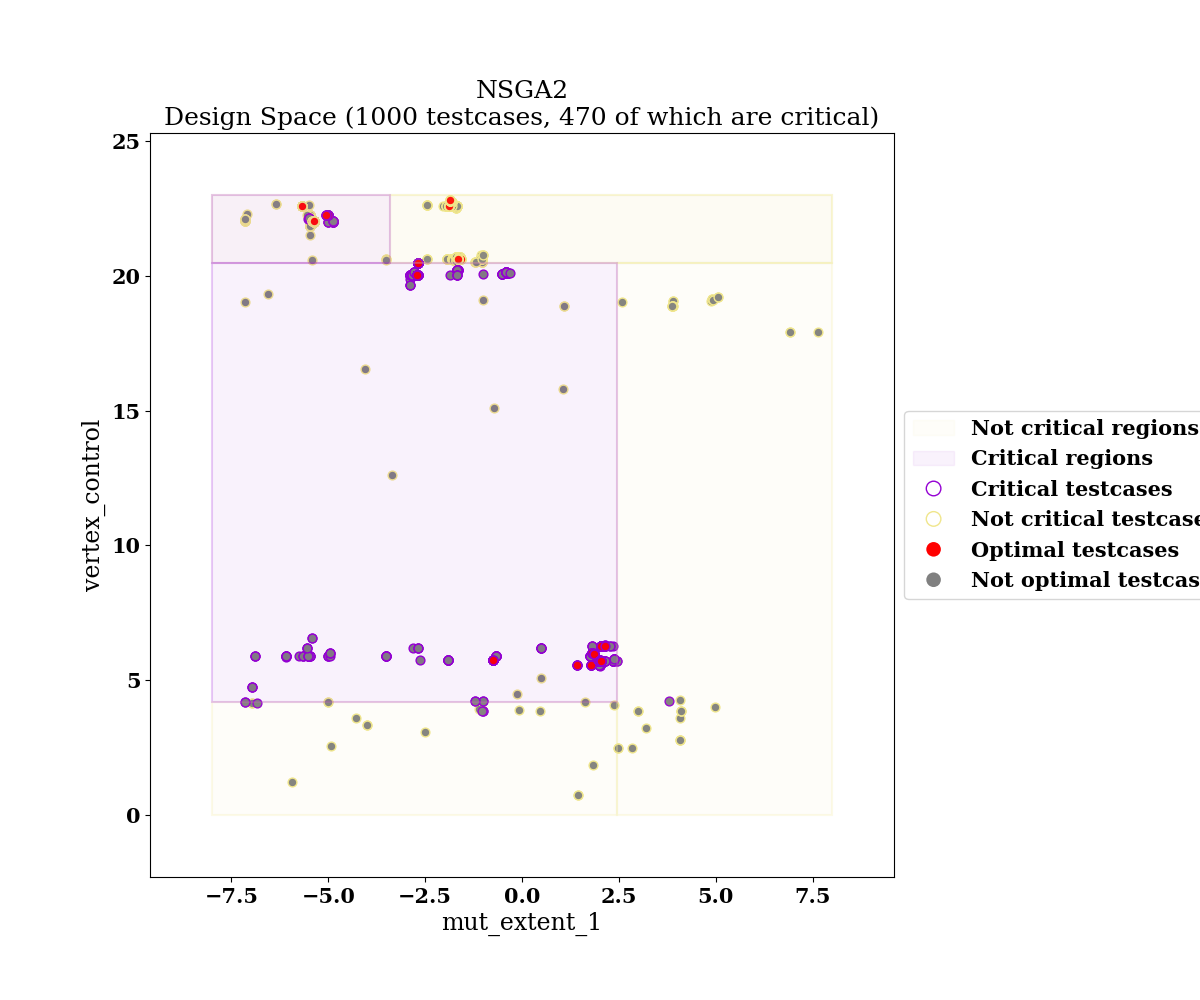 NSGA2
Design Space (1000 testcases, 470 of which are critical)
25
20
15
10
5
0
vertex_control
−7.5 −5.0 −2.5 0.0 2.5 5.0 7.5
mut_extent_1
Not critical regions
Critical regions
Critical testcases
Not critical testcase
Optimal testcases
Not optimal testcas